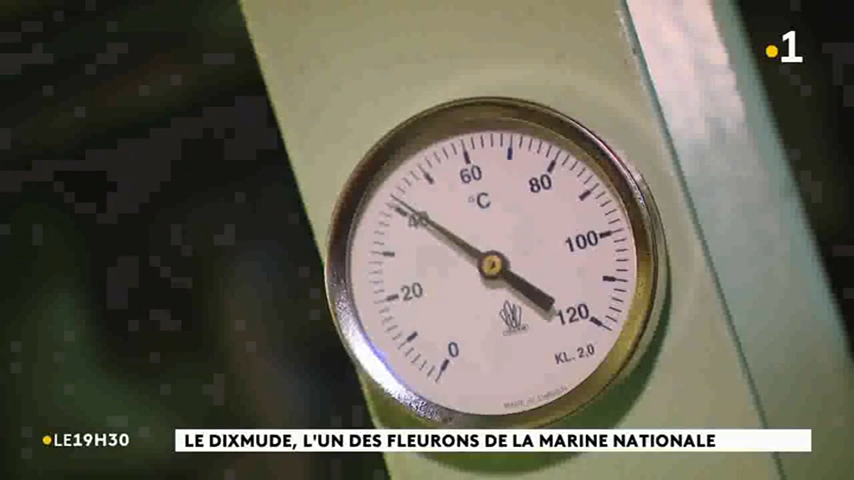 1
60
80
°C
40
100
20
120
0
KL. 2,0
LE19H30
LE DIXMUDE, L'UN DES FLEURONS DE LA MARINE NATIONALE